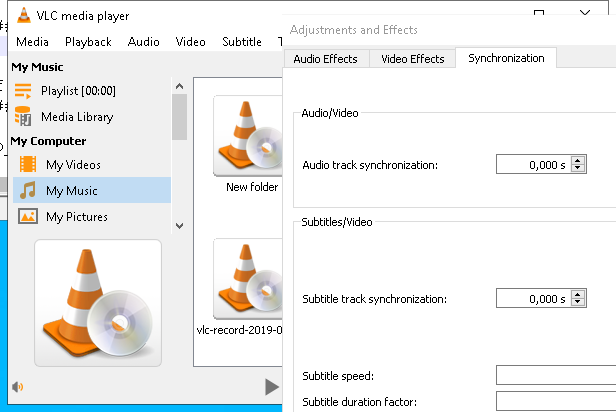 VLC media player
Media Playback Audio Video Subtitle
My Music
Playlist [00:00]
Media Library
My Computer
My Videos
My Music
My Pictures
New folder
vlc-record-2019-0
Adjustments and Effects
Audio Effects Video Effects Synchronization
Audio/Video
Audio track synchronization: 0,000 s
Subtitles/Video
Subtitle track synchronization: 0,000 s
Subtitle speed:
Subtitle duration factor: